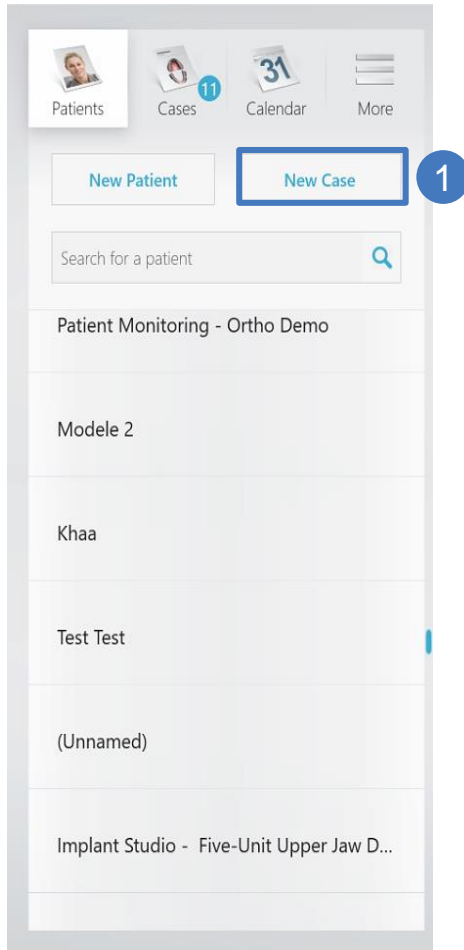 31
11
Patients Cases Calendar More
New Patient New Case 1
Search for a patient
Patient Monitoring - Ortho Demo
Modele 2
Khaa
Test Test
(Unnamed)
Implant Studio - Five-Unit Upper Jaw D...